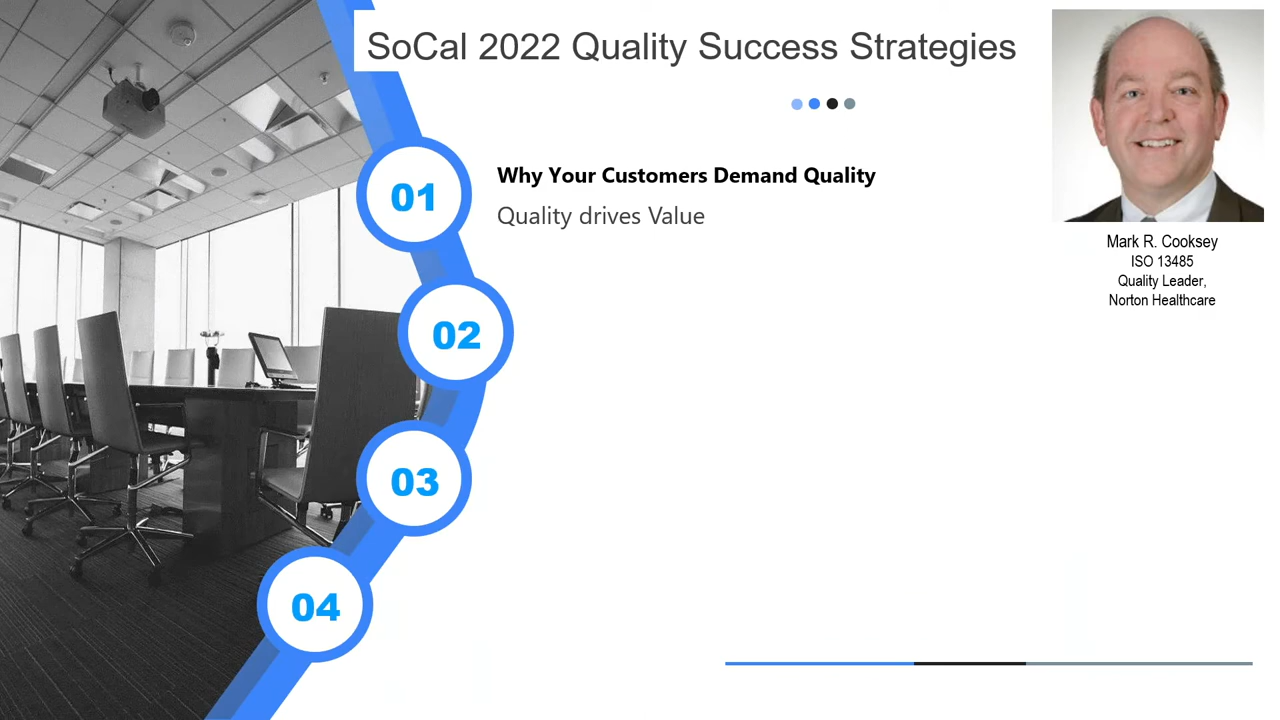 SoCal 2022 Quality Success Strategies
01
Why Your Customers Demand Quality
Quality drives Value
02
03
04
Mark R. Cooksey
ISO 13485
Quality Leader,
Norton Healthcare